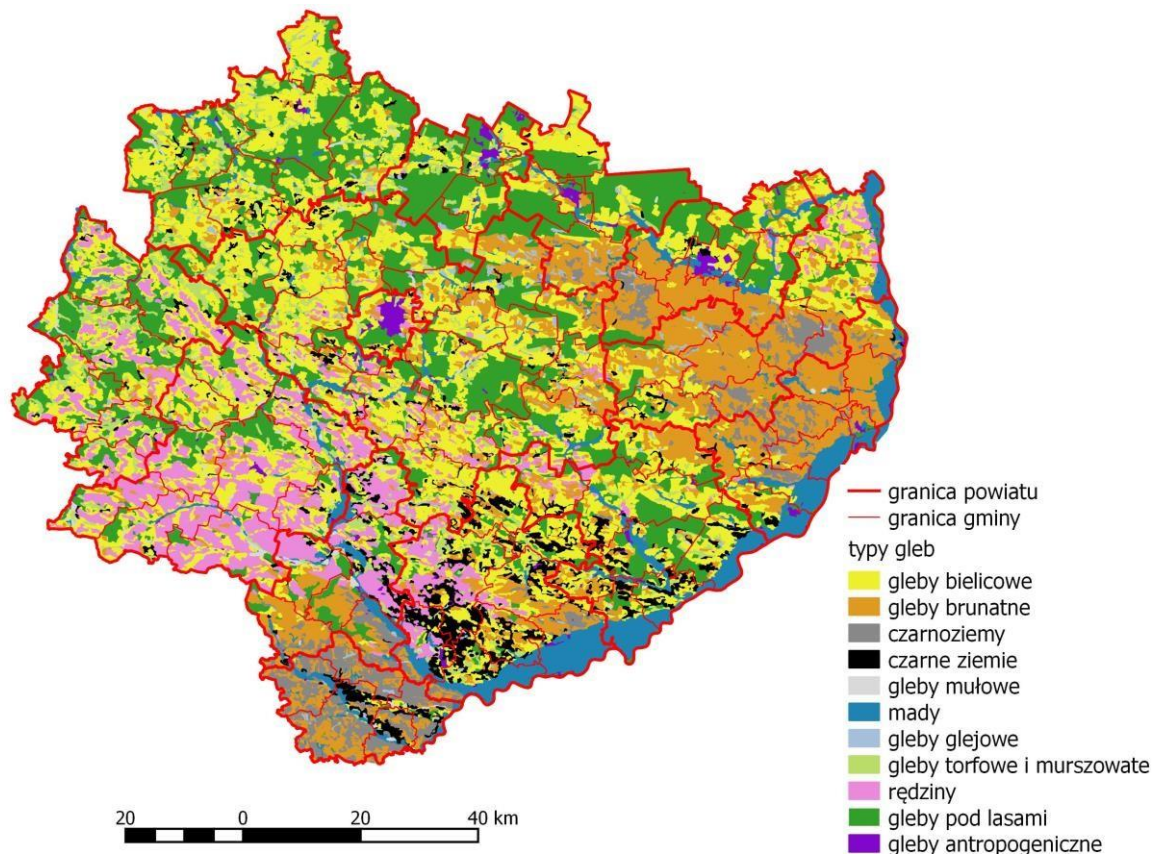 granica powiatu
granica gminy
typy gleb
gleby bielicowe
gleby brunatne
czarnoziemy
czarne ziemie
gleby mułowe
mady
gleby glejowe
gleby torfowe i murszowate
rędziny
gleby pod lasami
gleby antropogeniczne
20 0 20 40 km